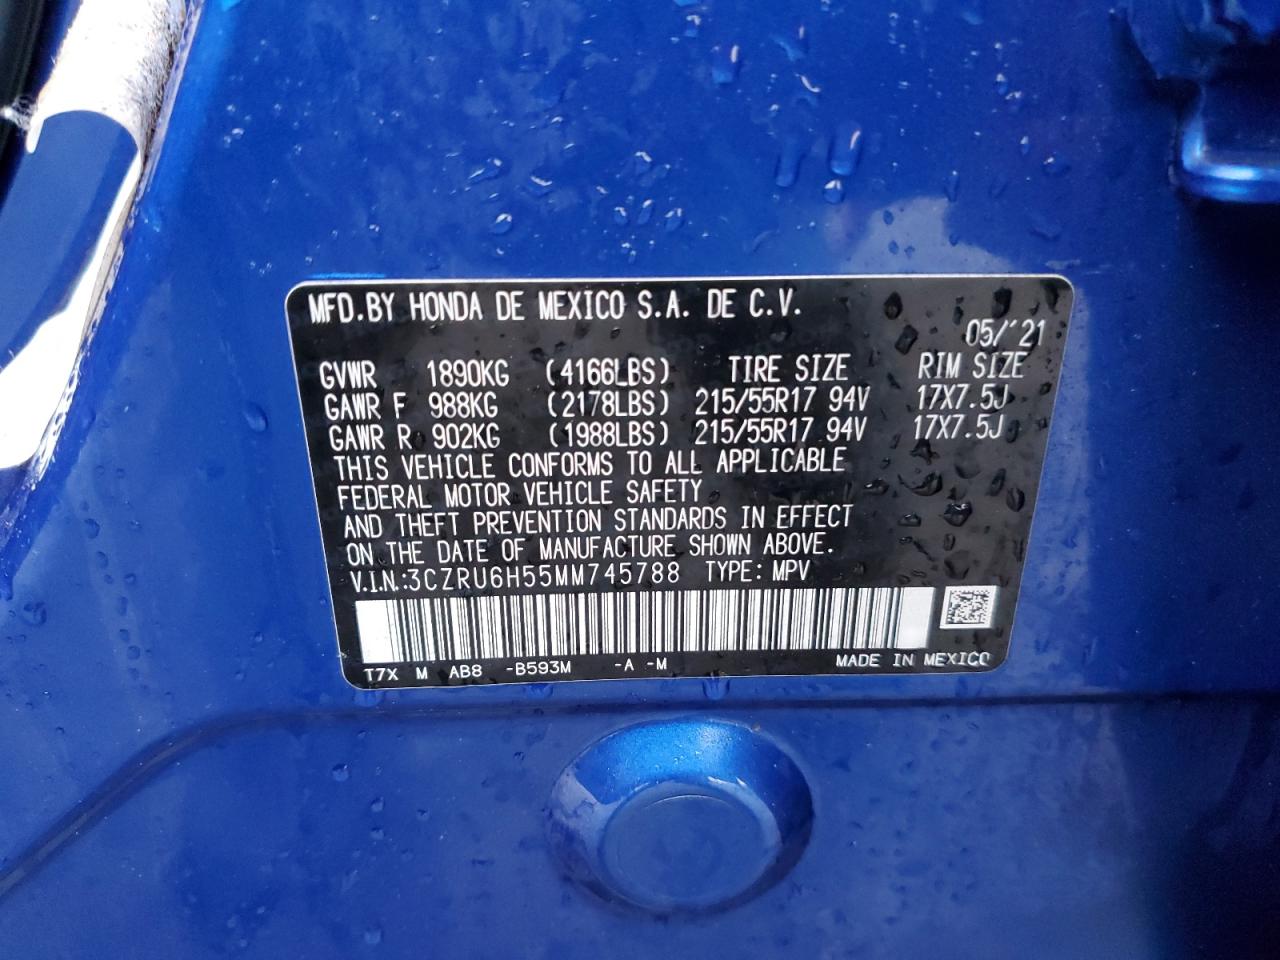 MFD.BY HONDA DE MEXICO S.A. DE C.V.
05/'21
GVWR 1890KG (4166LBS) TIRE SIZE RIM SIZE
GAWR F 988KG (2178LBS) 215/55R17 94V 17X7.5J
GAWR R 902KG (1988LBS) 215/55R17 94V 17X7.5J
THIS VEHICLE CONFORMS TO ALL APPLICABLE
FEDERAL MOTOR VEHICLE SAFETY
AND THEFT PREVENTION STANDARDS IN EFFECT
ON THE DATE OF MANUFACTURE SHOWN ABOVE.
V.I.N.:3CZRU6H55MM745788 TYPE: MPV
T7X M AB8 -B593M -A -M MADE IN MEXICO